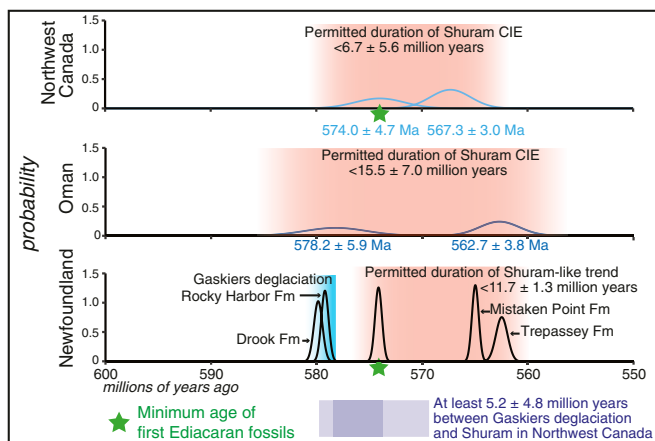 probability
Northwest
Canada
1.5
1.0
0.5
0
Permitted duration of Shuram CIE
<6.7 ± 5.6 million years
574.0 ± 4.7 Ma 567.3 ± 3.0 Ma
Oman
1.5
1.0
0.5
0
Permitted duration of Shuram CIE
<15.5 ± 7.0 million years
578.2 ± 5.9 Ma
562.7 ± 3.8 Ma
Newfoundland
1.5
1.0
0.5
0.0
Gaskiers deglaciation
Rocky Harbor Fm
Drook Fm
Permitted duration of Shuram-like trend
<11.7 ± 1.3 million years
Mistaken Point Fm
Trepassey Fm
600 590 580 570 560 550
millions of years ago
Minimum age of
first Ediacaran fossils
At least 5.2 ± 4.8 million years
between Gaskiers deglaciation
and Shuram in Northwest Canada